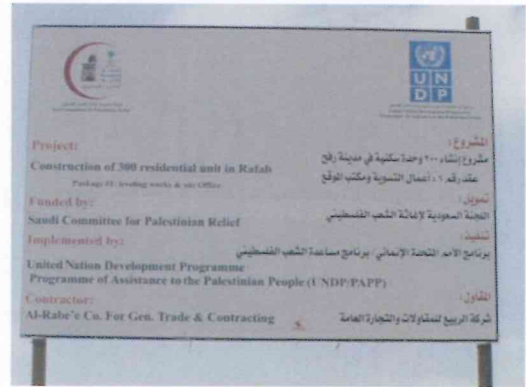 U N
D P
Project:
Construction of 300 residential unit in Rafah
Package #1: leveling works & site Office
Funded by:
Saudi Committee for Palestinian Relief
Implemented by:
United Nation Development Programme
Programme of Assistance to the Palestinian People (UNDP/PAPP)
Contractor:
Al-Rabe'e Co. For Gen. Trade & Contracting
المشروع:
مشروع إنشاء ٣٠٠ وحدة سكنية في مدينة رفح
عقد رقم ١: أعمال التسوية ومكتب الموقع
تمويل:
اللجنة السعودية لإغاثة الشعب الفلسطيني
تنفيذ:
برنامج الأمم المتحدة الإنمائي/ برنامج مساعدة الشعب الفلسطيني
المقاول:
شركة الربيع للمقاولات والتجارة العامة